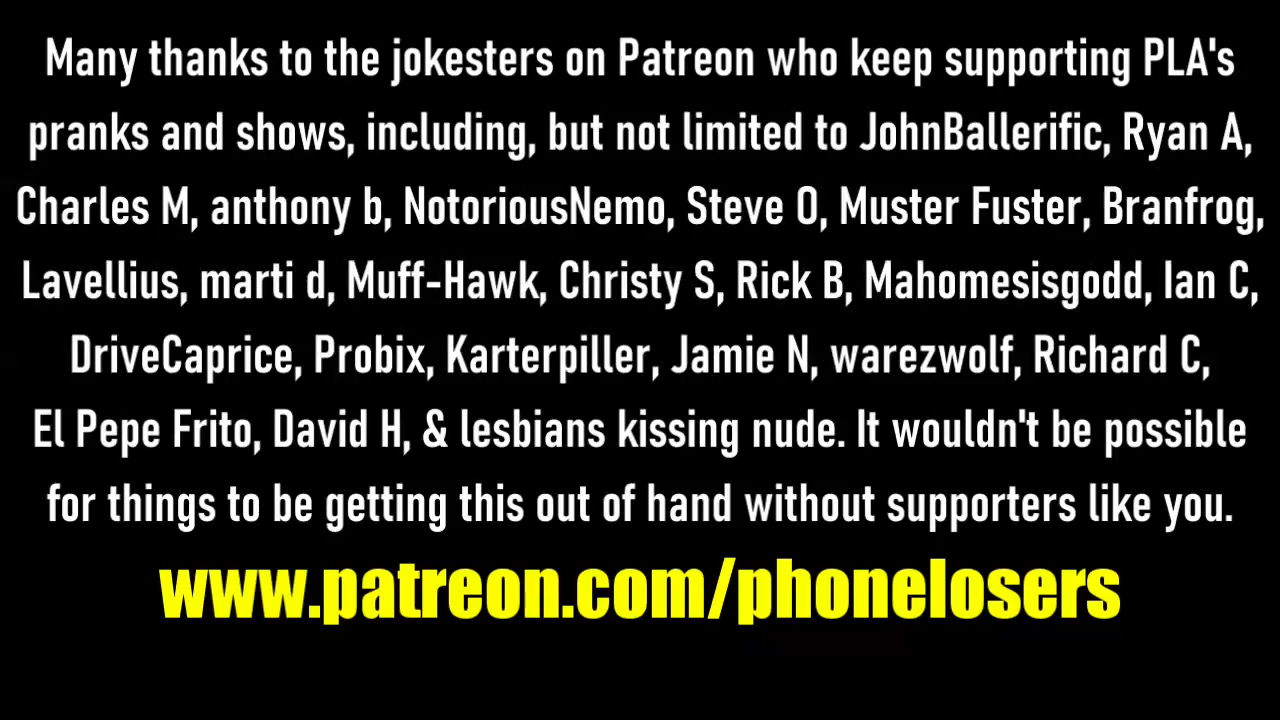 Many thanks to the jokesters on Patreon who keep supporting PLA's
pranks and shows, including, but not limited to JohnBallerific, Ryan A,
Charles M, anthony b, NotoriousNemo, Steve O, Muster Fuster, Branfrog,
Lavellius, marti d, Muff-Hawk, Christy S, Rick B, Mahomesisgodd, Ian C,
DriveCaprice, Probix, Karterpiller, Jamie N, warezwolf, Richard C,
El Pepe Frito, David H, & lesbians kissing nude. It wouldn't be possible
for things to be getting this out of hand without supporters like you.
www.patreon.com/phonelosers